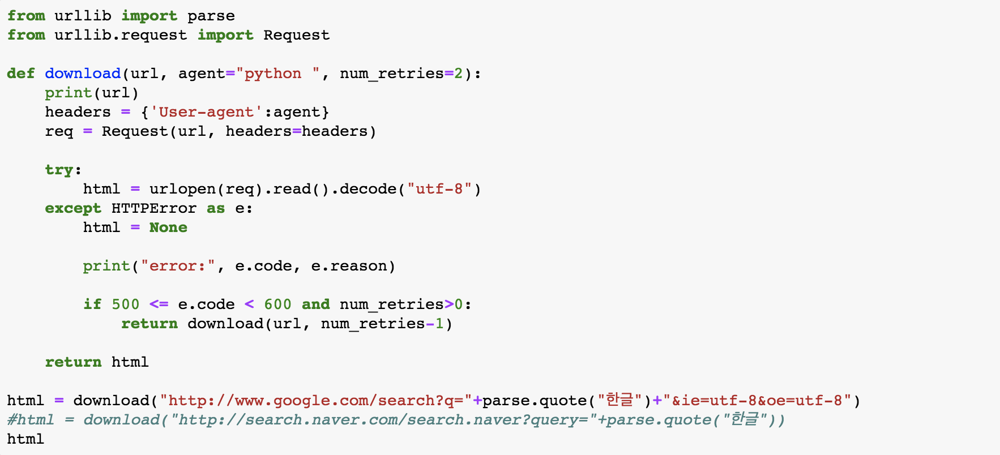 from urllib import parse
from urllib.request import Request
def download(url, agent="python ", num_retries=2):
    print(url)
    headers = {'User-agent':agent}
    req = Request(url, headers=headers)
    try:
        html = urlopen(req).read().decode("utf-8")
    except HTTPError as e:
        html = None
        print("error:", e.code, e.reason)
        if 500 <= e.code < 600 and num_retries>0:
            return download(url, num_retries-1)
    return html
html = download("http://www.google.com/search?q="+parse.quote("한글")+"&ie=utf-8&oe=utf-8")
#html = download("http://search.naver.com/search.naver?query="+parse.quote("한글"))
html